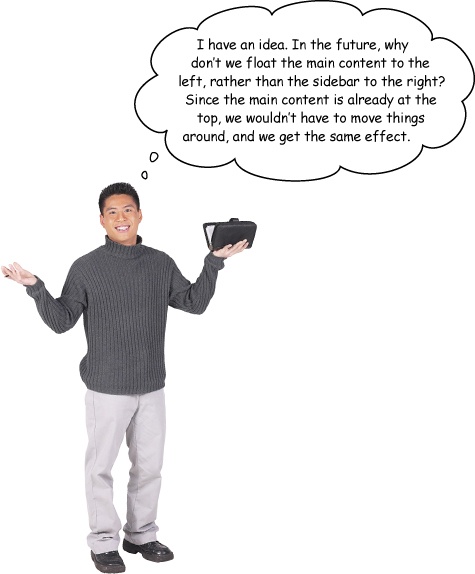 I have an idea. In the future, why
don't we float the main content to the
left, rather than the sidebar to the right?
Since the main content is already at the
top, we wouldn't have to move things
around, and we get the same effect.